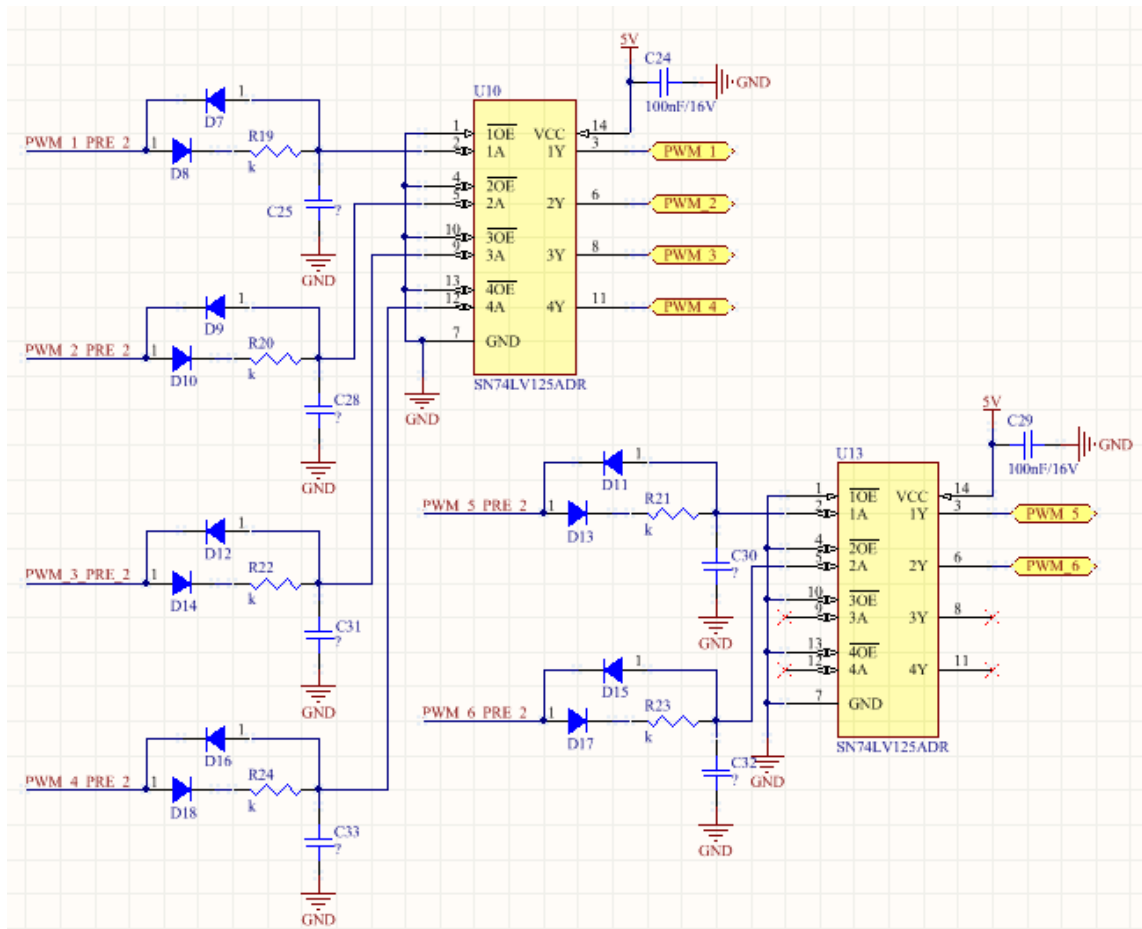 5V
C24
GND
100nF/16V
U10
1
D7
PWM_1_PRE_2
1
D8
R19
k
C25
?
GND
1
1OE
VCC
14
2
1A
1Y
3
PWM_1
4
2OE
5
2A
2Y
6
PWM_2
10
3OE
9
3A
3Y
8
PWM_3
13
4OE
12
4A
4Y
11
PWM_4
7
GND
SN74LV125ADR
GND
1
D9
PWM_2_PRE_2
1
D10
R20
k
C28
?
GND
1
D12
PWM_3_PRE_2
1
D14
R22
k
C31
?
GND
1
D16
PWM_4_PRE_2
1
D18
R24
k
C33
?
GND
5V
C29
GND
100nF/16V
U13
1
D11
PWM_5_PRE_2
1
D13
R21
k
C30
?
GND
1
1OE
VCC
14
2
1A
1Y
3
PWM_5
4
2OE
5
2A
2Y
6
PWM_6
10
3OE
9
3A
3Y
8
13
4OE
12
4A
4Y
11
7
GND
SN74LV125ADR
GND
1
D15
PWM_6_PRE_2
1
D17
R23
k
C32
?
GND